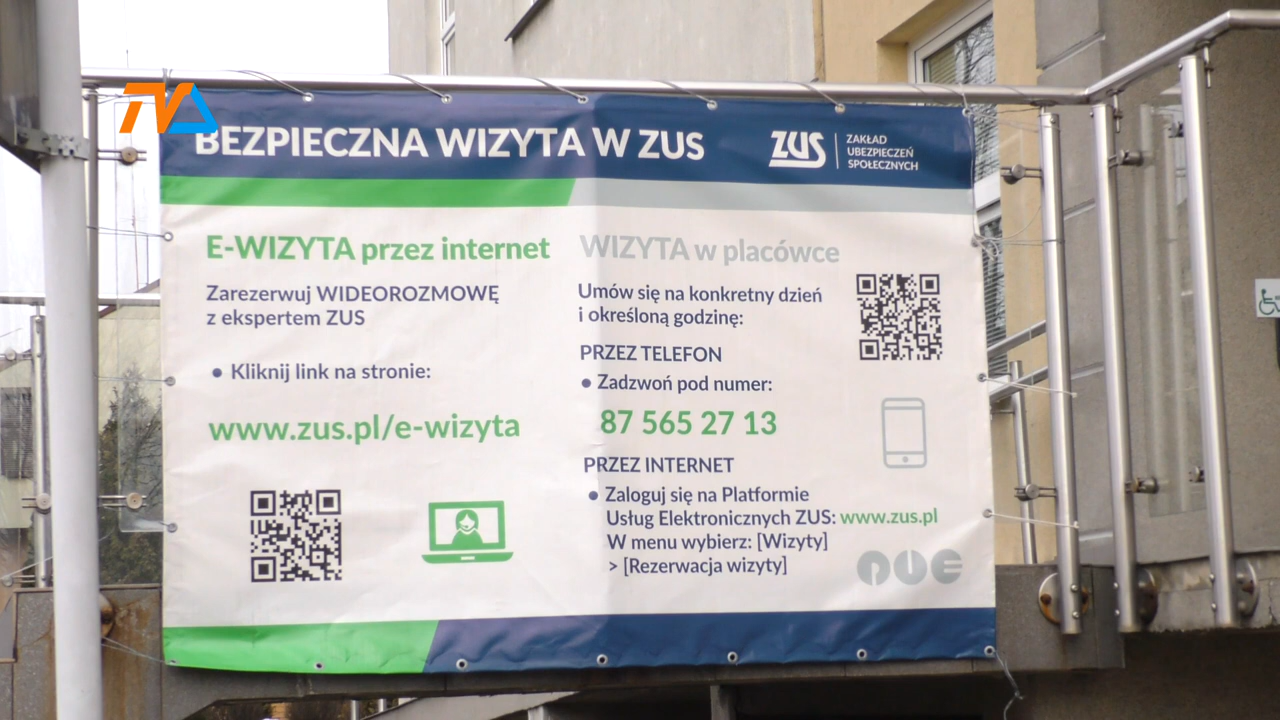 TVA
BEZPIECZNA WIZYTA W ZUS
ZUS
ZAKŁAD
UBEZPIECZEŃ
SPOŁECZNYCH
E-WIZYTA przez internet
Zarezerwuj WIDEOROZMOWĘ
z ekspertem ZUS
• Kliknij link na stronie:
www.zus.pl/e-wizyta
WIZYTA w placówce
Umów się na konkretny dzień
i określoną godzinę:
PRZEZ TELEFON
• Zadzwoń pod numer:
87 565 27 13
PRZEZ INTERNET
• Zaloguj się na Platformie
Usług Elektronicznych ZUS: www.zus.pl
W menu wybierz: [Wizyty]
> [Rezerwacja wizyty]
PUE